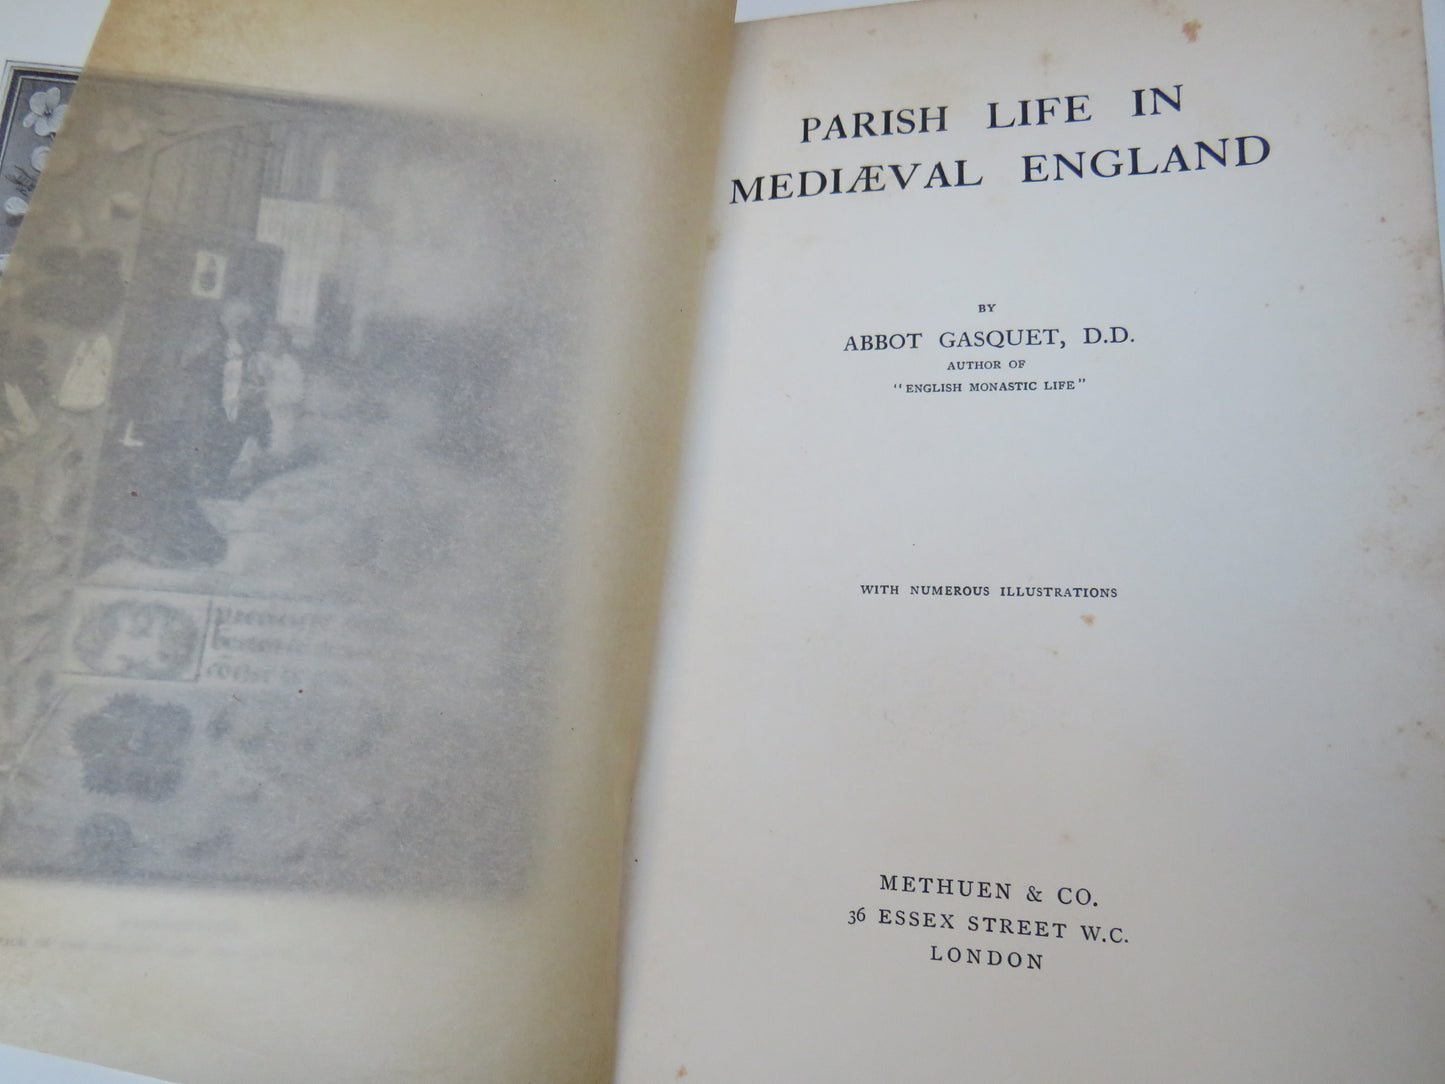 PARISH LIFE IN
MEDIÆVAL ENGLAND
BY
ABBOT GASQUET, D.D.
AUTHOR OF
"ENGLISH MONASTIC LIFE"
WITH NUMEROUS ILLUSTRATIONS
METHUEN & CO.
36 ESSEX STREET W.C.
LONDON